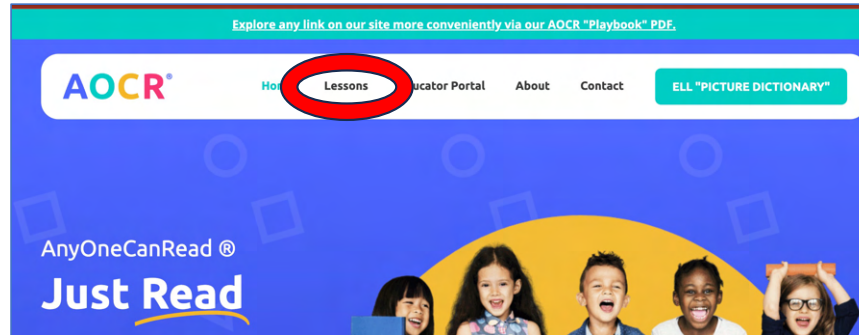 Explore any link on our site more conveniently via our AOCR "Playbook" PDF.
AOCR® Lessons About Contact ELL "PICTURE DICTIONARY"
AnyOneCanRead ®
Just Read